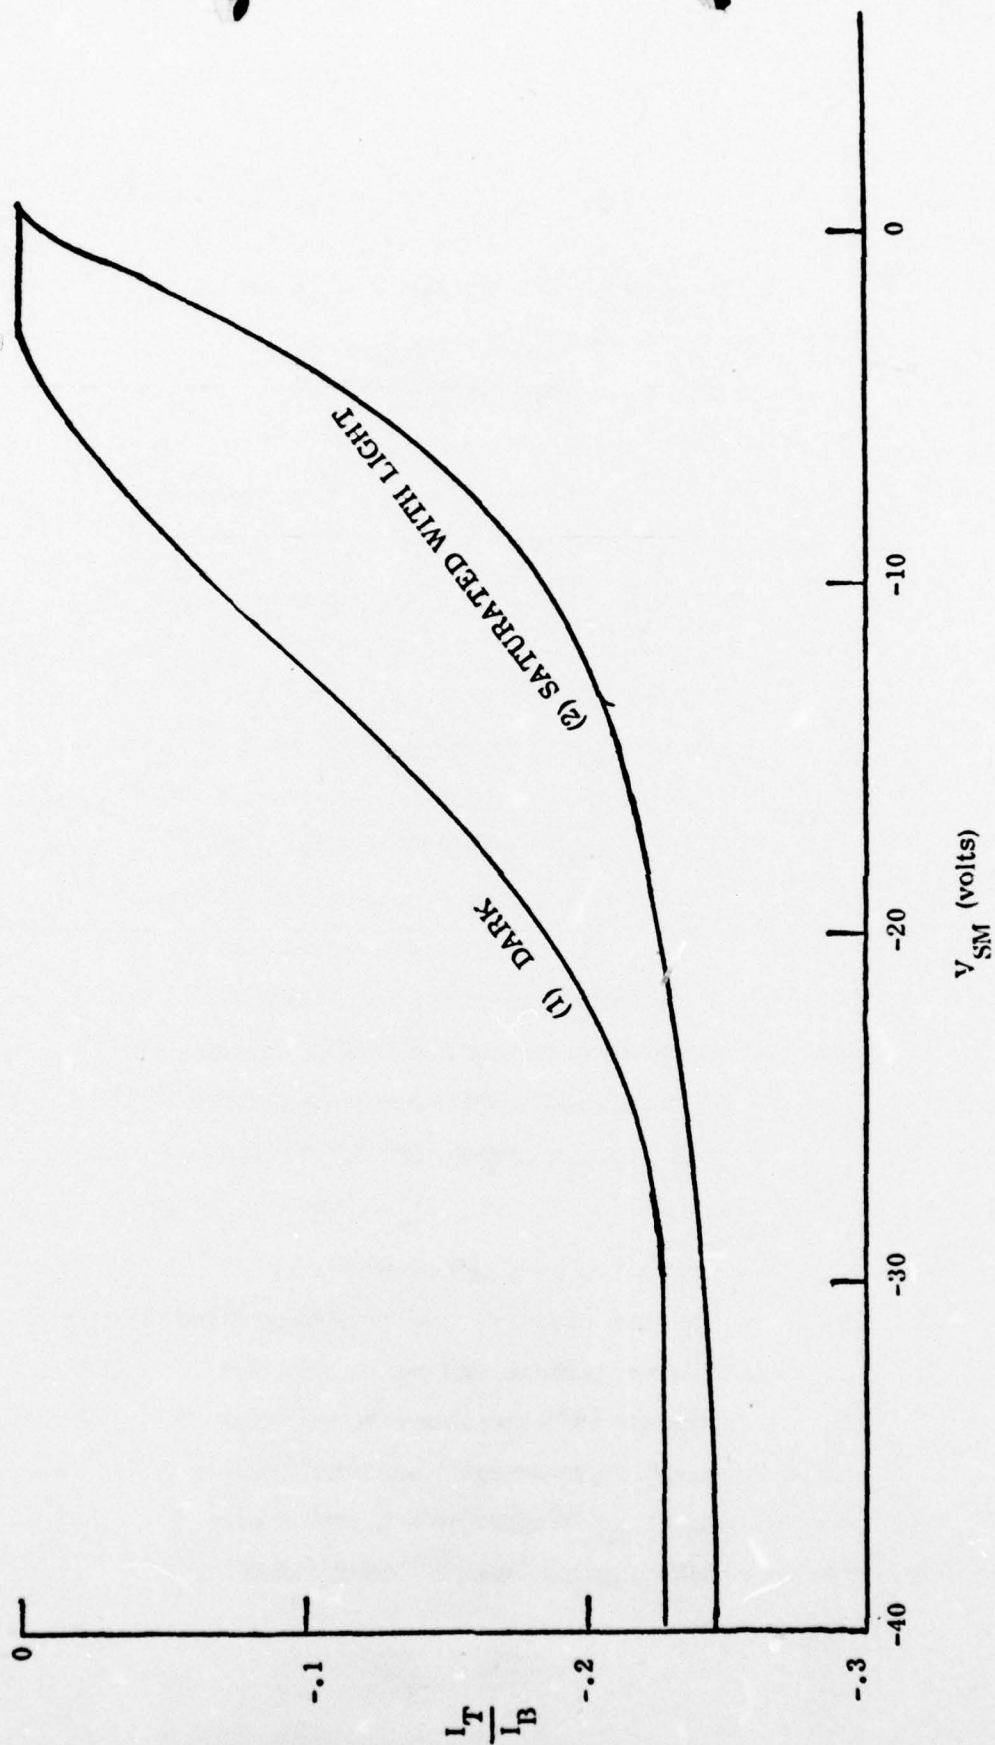 0
-.1
-.2
-.3
I_T
I_B
-40
-30
-20
-10
0
V_SM (volts)
(1) DARK
(2) SATURATED WITH LIGHT